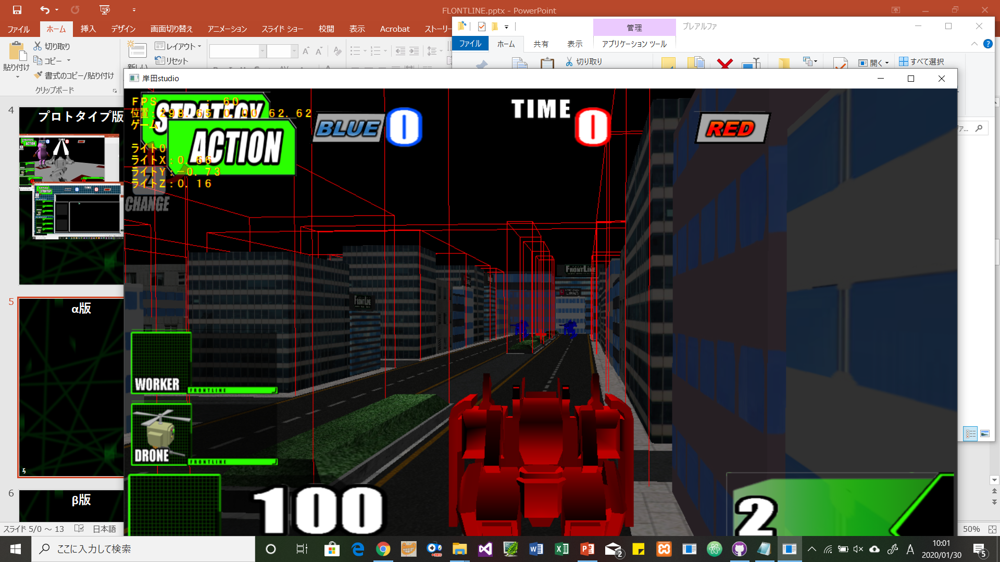 FLONTLINE.pptx - PowerPoint
ファイル
ホーム
挿入
デザイン
画面切り替え
アニメーション
スライド ショー
校閲
表示
Acrobat
ストーリー
貼り付け
切り取り
コピー
書式のコピー/貼り付け
クリップボード
新しい
レイアウト
リセット
管理
プレアルファ
ファイル
ホーム
共有
表示
アプリケーション ツール
切り取り
開く
すべて選択
岸田studio
4
プロトタイプ版
5
α版
5
6
β版
STRATEGY
ACTION
FPS : 60
位置:298.65 0.00 62.62
ゲーム
ライト0
ライトX:0.66
ライトY:-0.73
ライトZ:0.16
Z
CHANGE
BLUE
0
TIME
0
RED
FRONTLINE
FRONTLINE
WORKER
FRONTLINE
DRONE
FRONTLINE
100
2
スライド 5/0 ～ 13
日本語
50%
ここに入力して検索
2
A
10:01
2020/01/30
5